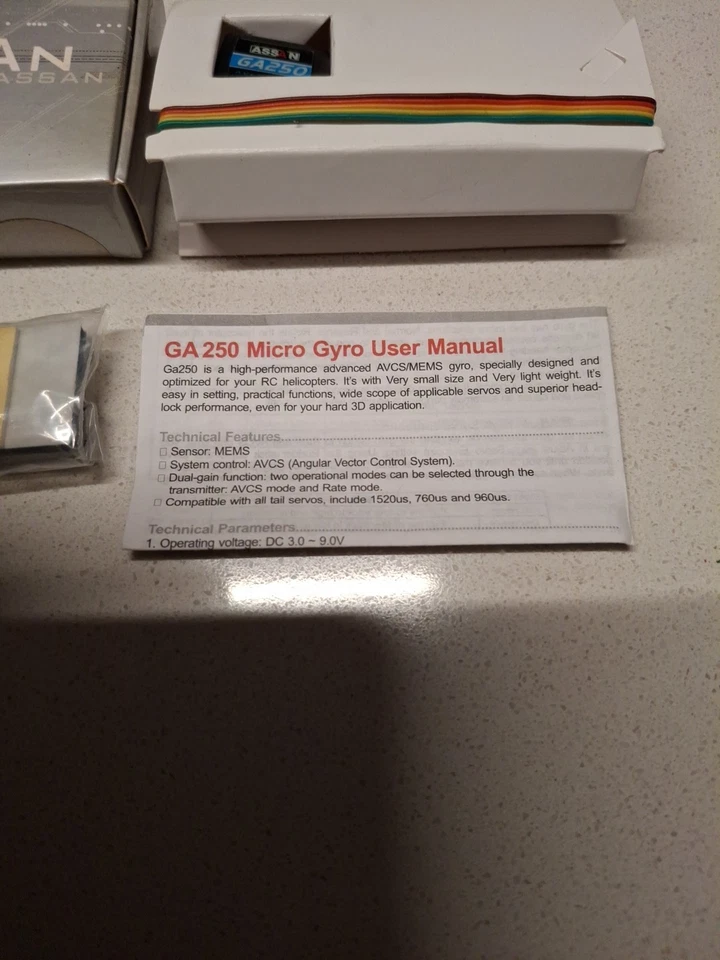 AN
ASSAN
ASSAN
GA250
GA 250 Micro Gyro User Manual
Ga250 is a high-performance advanced AVCS/MEMS gyro, specially designed and
optimized for your RC helicopters. It's with Very small size and Very light weight. It's
easy in setting, practical functions, wide scope of applicable servos and superior head-
lock performance, even for your hard 3D application.
Technical Features
□ Sensor: MEMS
□ System control: AVCS (Angular Vector Control System).
□ Dual-gain function: two operational modes can be selected through the
transmitter: AVCS mode and Rate mode.
□ Compatible with all tail servos, include 1520us, 760us and 960us.
Technical Parameters
1. Operating voltage: DC 3.0 ~ 9.0V